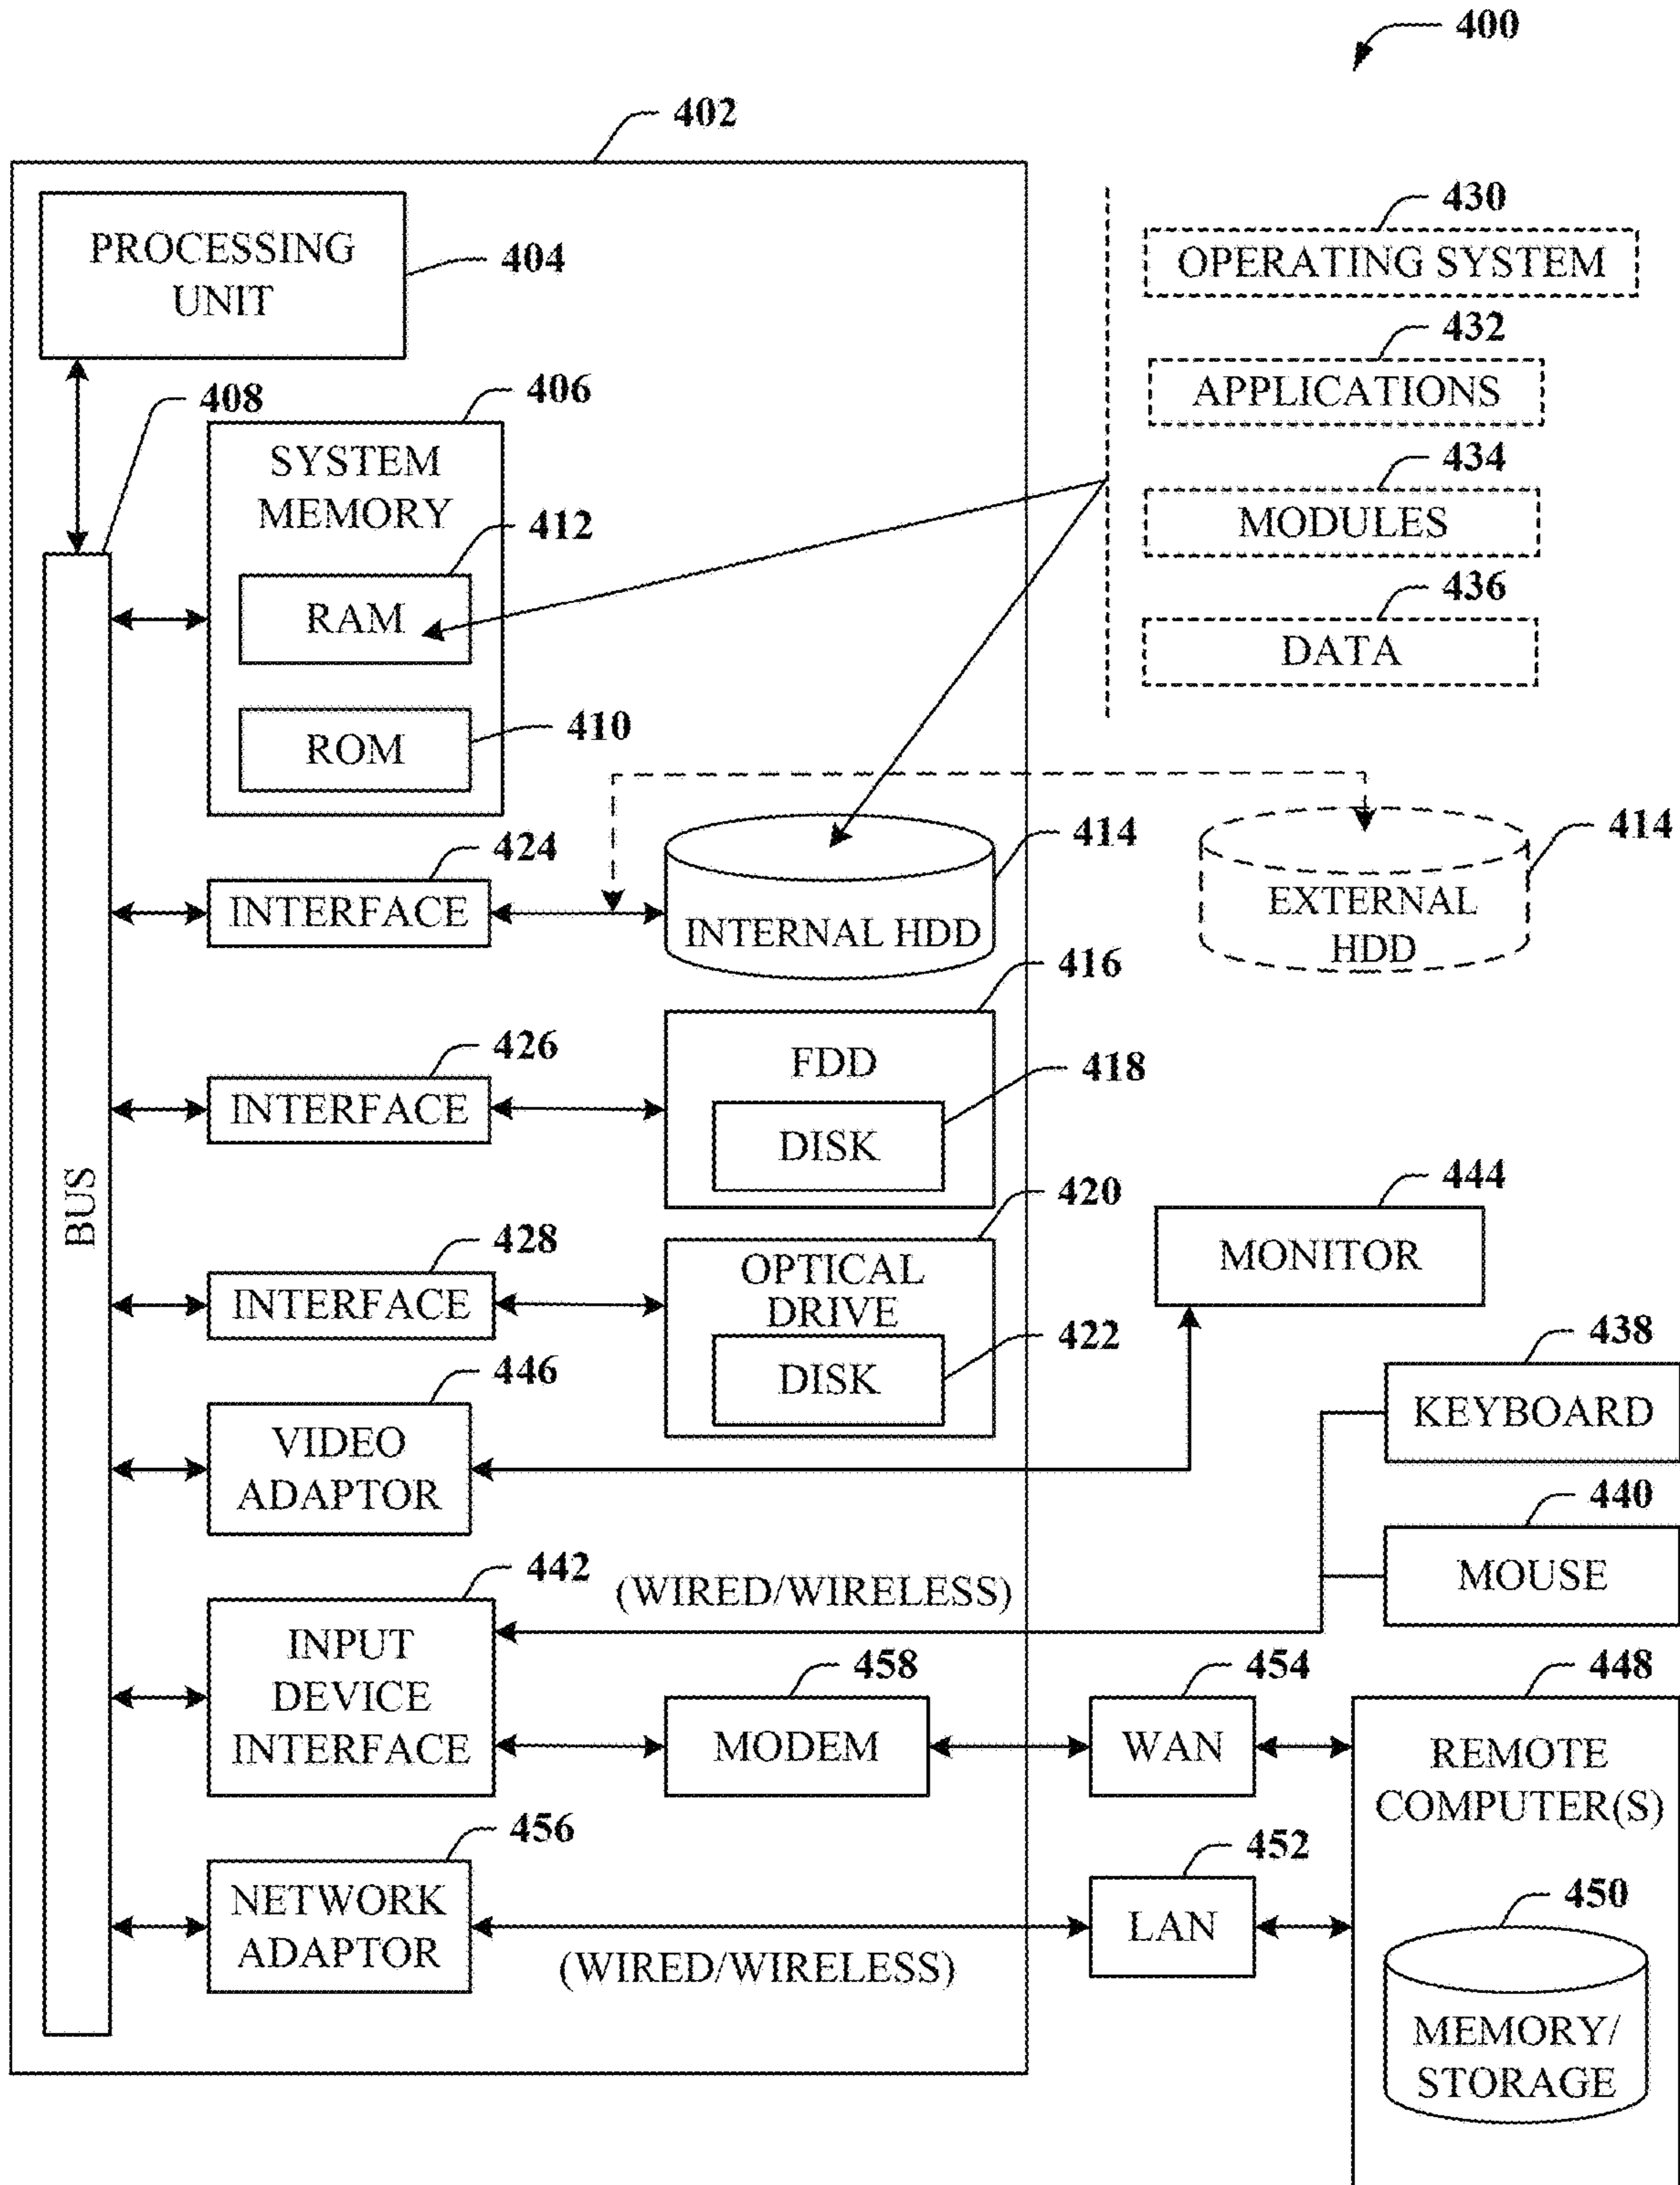 400
402
PROCESSING
UNIT
404
430
OPERATING SYSTEM
432
APPLICATIONS
434
MODULES
436
DATA
408
406
SYSTEM
MEMORY
412
RAM
410
ROM
BUS
424
INTERFACE
414
INTERNAL HDD
414
EXTERNAL
HDD
426
INTERFACE
416
FDD
418
DISK
428
INTERFACE
420
OPTICAL
DRIVE
422
DISK
444
MONITOR
446
VIDEO
ADAPTOR
438
KEYBOARD
440
MOUSE
442
INPUT
DEVICE
INTERFACE
(WIRED/WIRELESS)
458
MODEM
454
WAN
448
REMOTE
COMPUTER(S)
456
NETWORK
ADAPTOR
(WIRED/WIRELESS)
452
LAN
450
MEMORY/
STORAGE